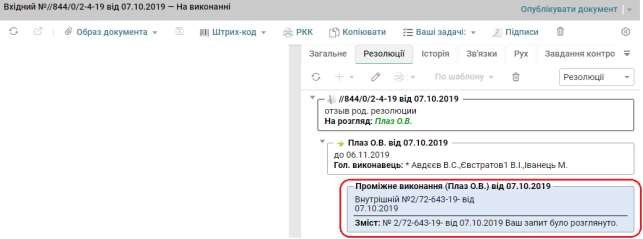 Вхідний №//844/0/2-4-19 від 07.10.2019 — На виконанні
Опублікувати документ
Образ документа
Штрих-код
РКК
Копіювати
Ваші задачі:
Підписи
Загальне
Резолюції
Історія
Зв'язки
Рух
Завдання контро
По шаблону
Резолюції
//844/0/2-4-19 від 07.10.2019
отзыв род. резолюции
На розгляд: Плаз О.В.
Плаз О.В. від 07.10.2019
до 06.11.2019
Гол. виконавець: * Авдєєв В.С.,Євстратов1 В.І.,Іванець М.
Проміжне виконання (Плаз О.В.) від 07.10.2019
Внутрішній №2/72-643-19- від
07.10.2019
Зміст: № 2/72-643-19- від 07.10.2019 Ваш запит було розглянуто.